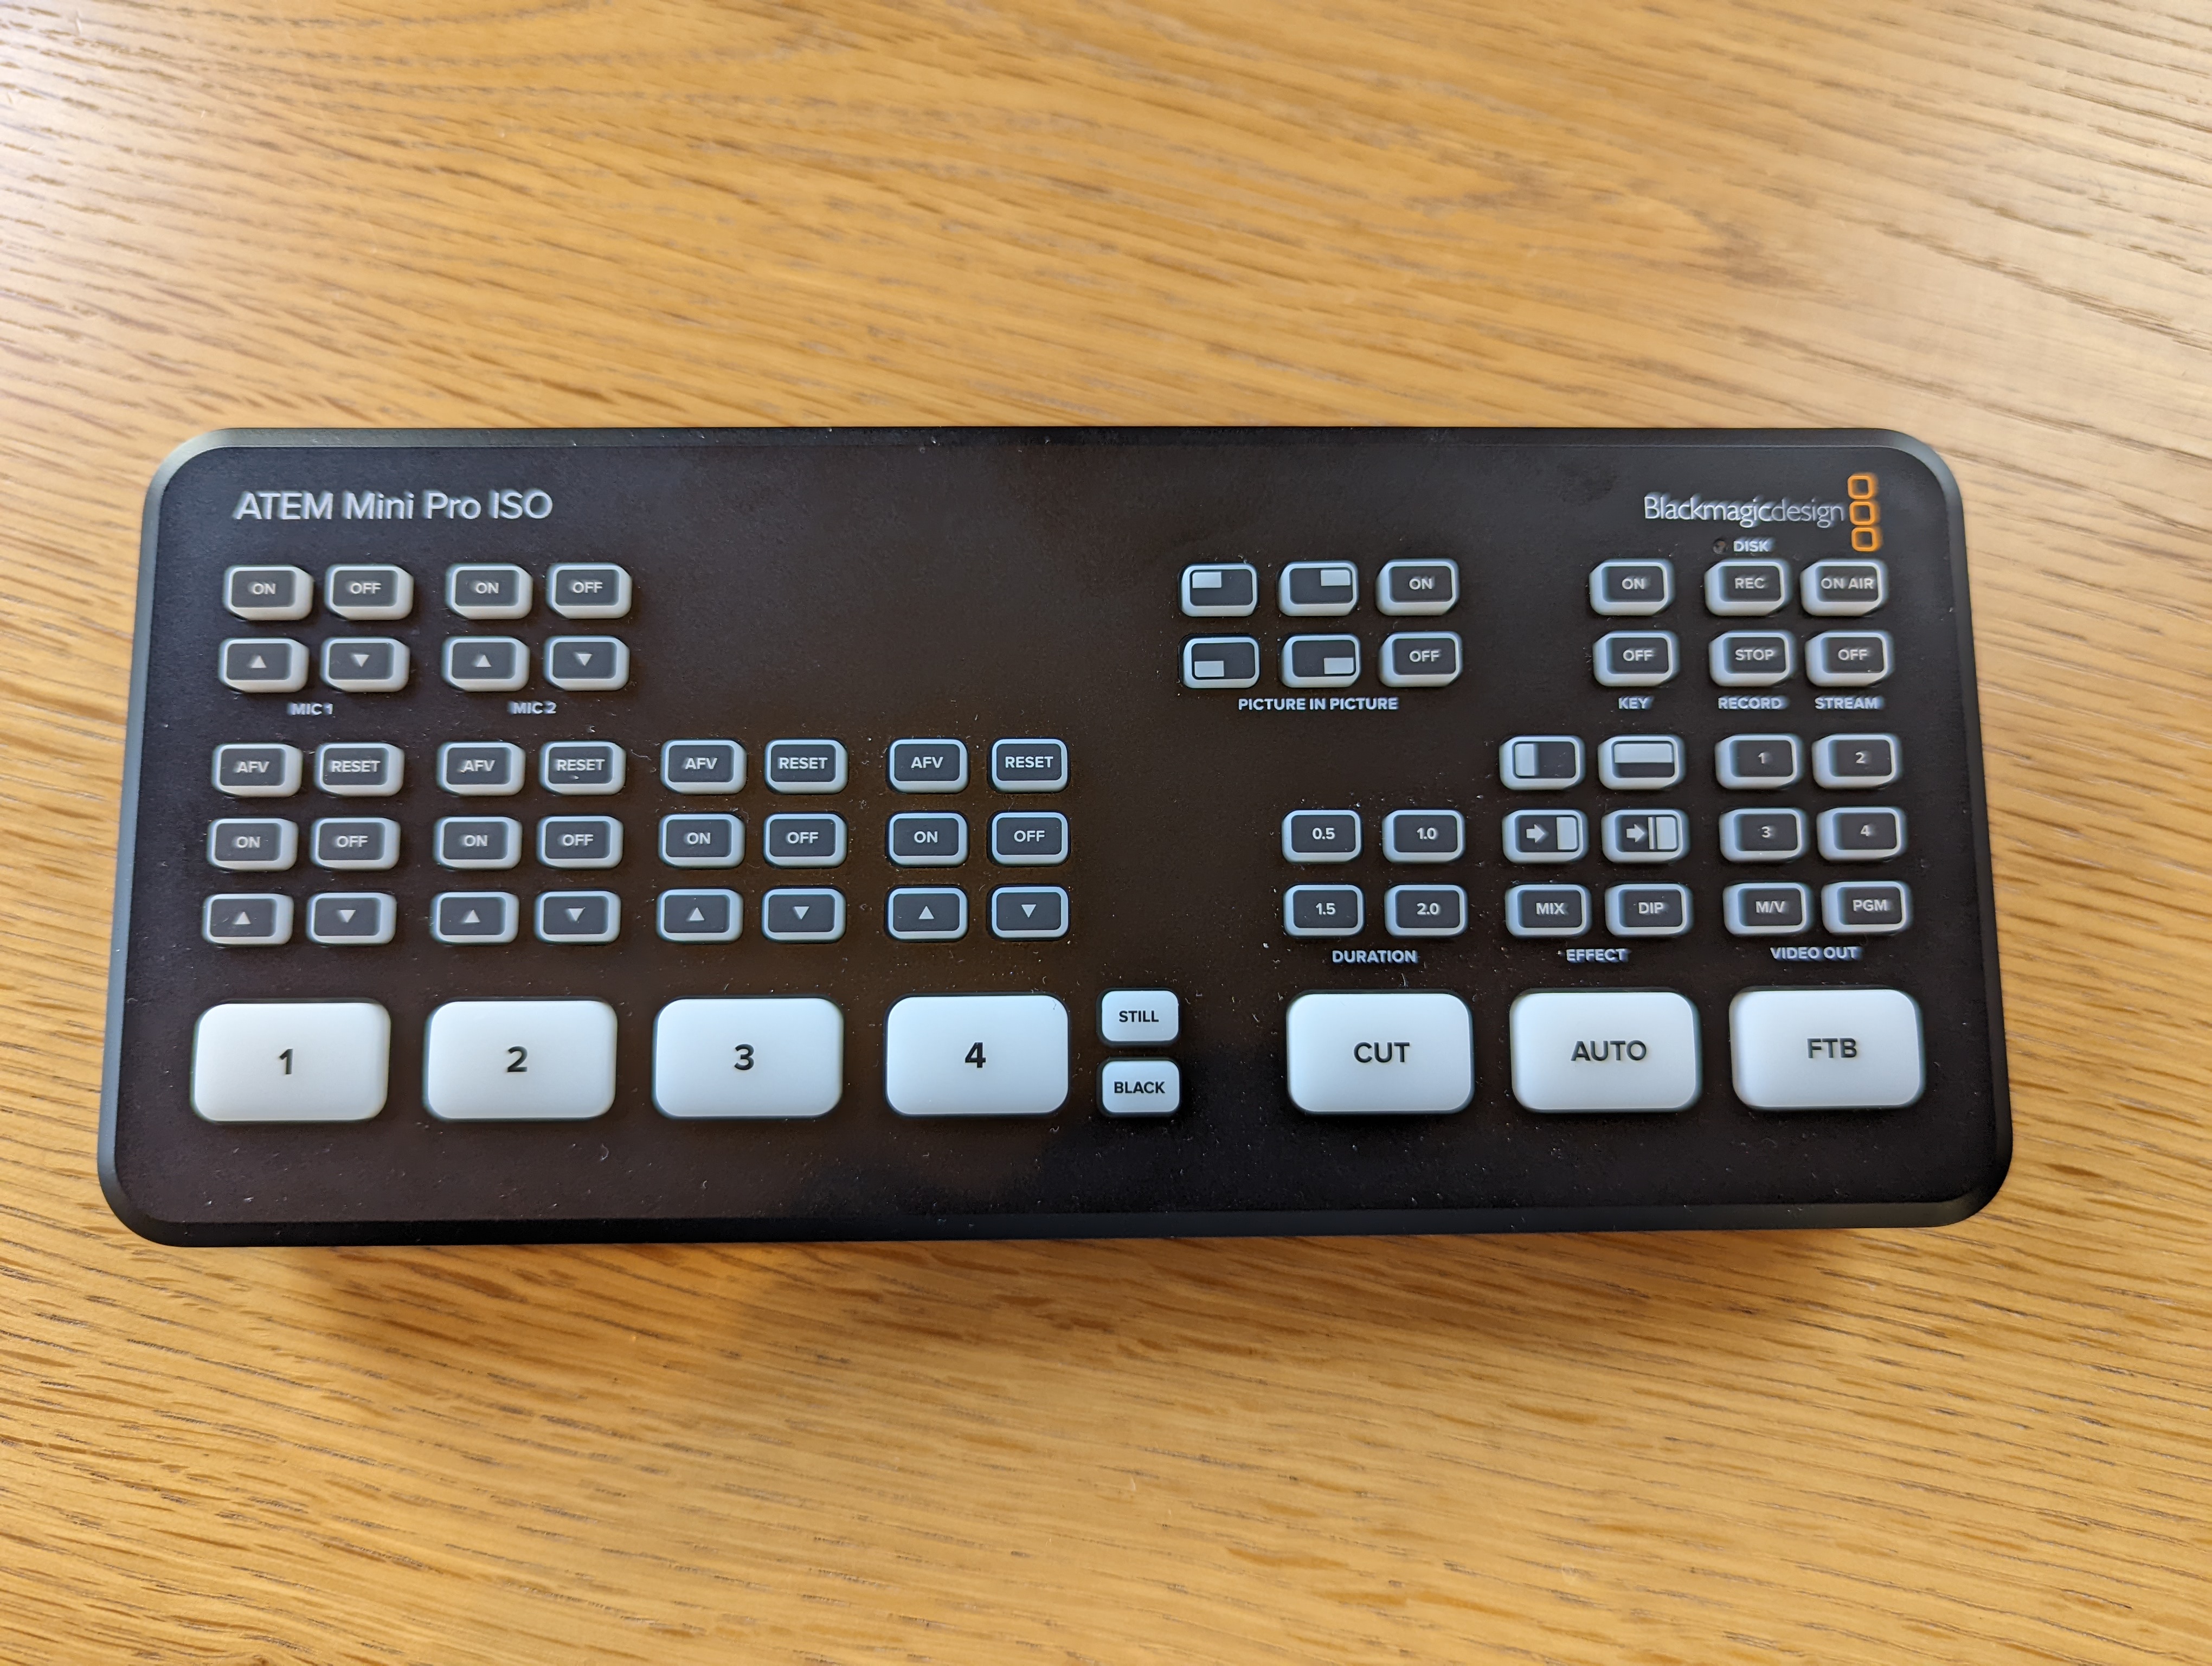 ATEM Mini Pro ISO
Blackmagicdesign
DISK
ON OFF ON OFF
ON
ON REC ON AIR
▲ ▼ ▲ ▼
OFF
OFF STOP OFF
MIC 1 MIC 2
PICTURE IN PICTURE
KEY RECORD STREAM
AFV RESET AFV RESET AFV RESET AFV RESET
1 2
ON OFF ON OFF ON OFF ON OFF
0.5 1.0
3 4
▲ ▼ ▲ ▼ ▲ ▼ ▲ ▼
1.5 2.0 MIX DIP M/V PGM
DURATION EFFECT VIDEO OUT
1 2 3 4
STILL
BLACK
CUT AUTO FTB